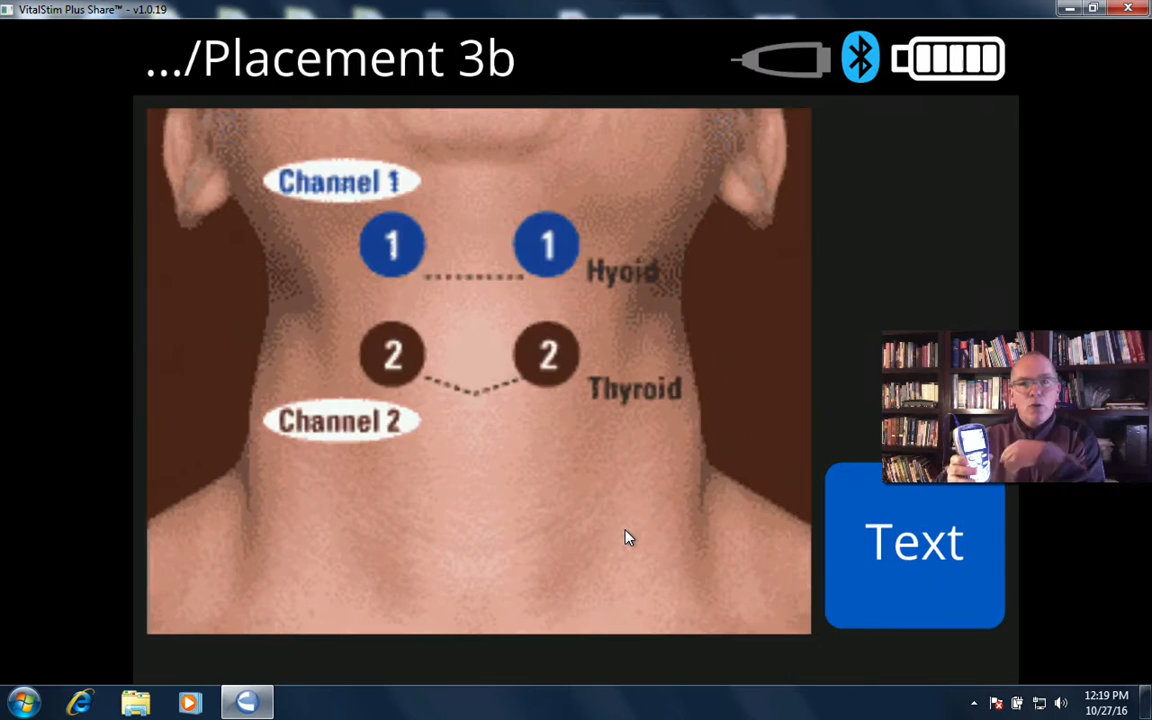 VitalStim Plus Share™ - v1.0.19
.../Placement 3b
Channel 1
1 1
Hyoid
2 2
Thyroid
Channel 2
Text
12:19 PM
10/27/16